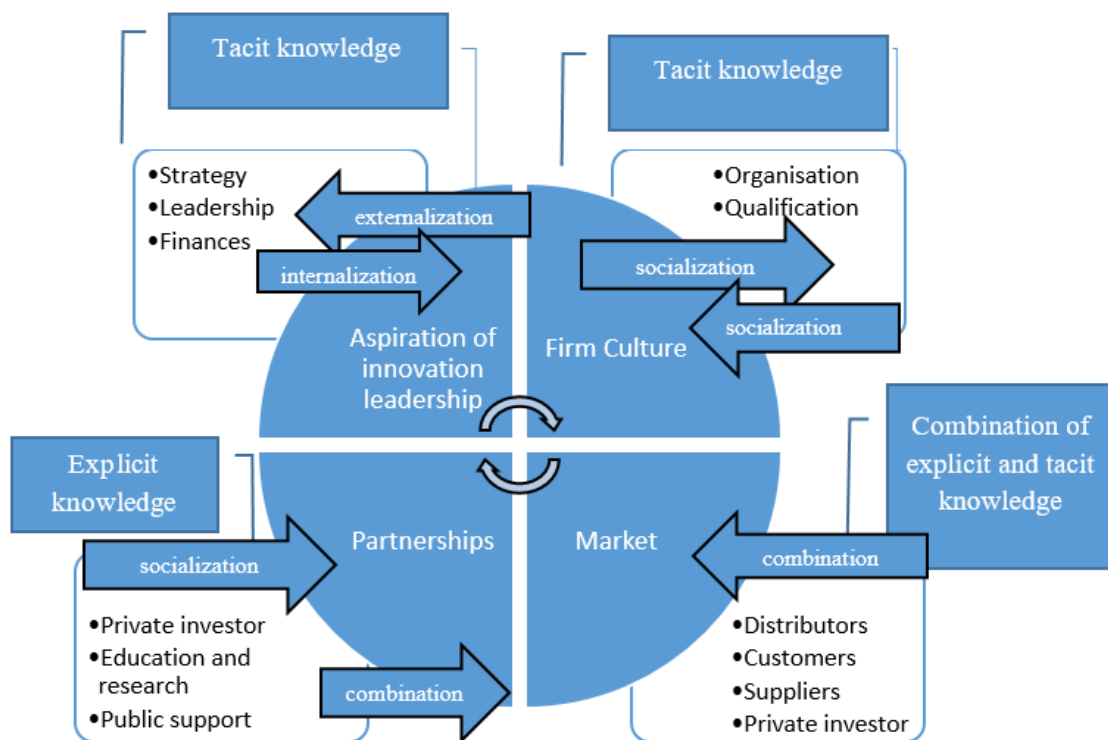 Tacit knowledge
Tacit knowledge
•Strategy
•Leadership
•Finances
externalization
internalization
•Organisation
•Qualification
socialization
socialization
Aspiration of
innovation
leadership
Firm Culture
Explicit
knowledge
Combination of
explicit and tacit
knowledge
Partnerships
Market
socialization
combination
•Private investor
•Education and
research
•Public support
combination
•Distributors
•Customers
•Suppliers
•Private investor